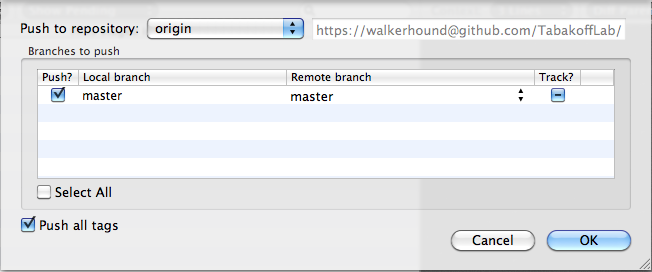 Push to repository: origin https://walkerhound@github.com/TabakoffLab/
Branches to push
Push? Local branch Remote branch Track?
master master
Select All
Push all tags
Cancel OK